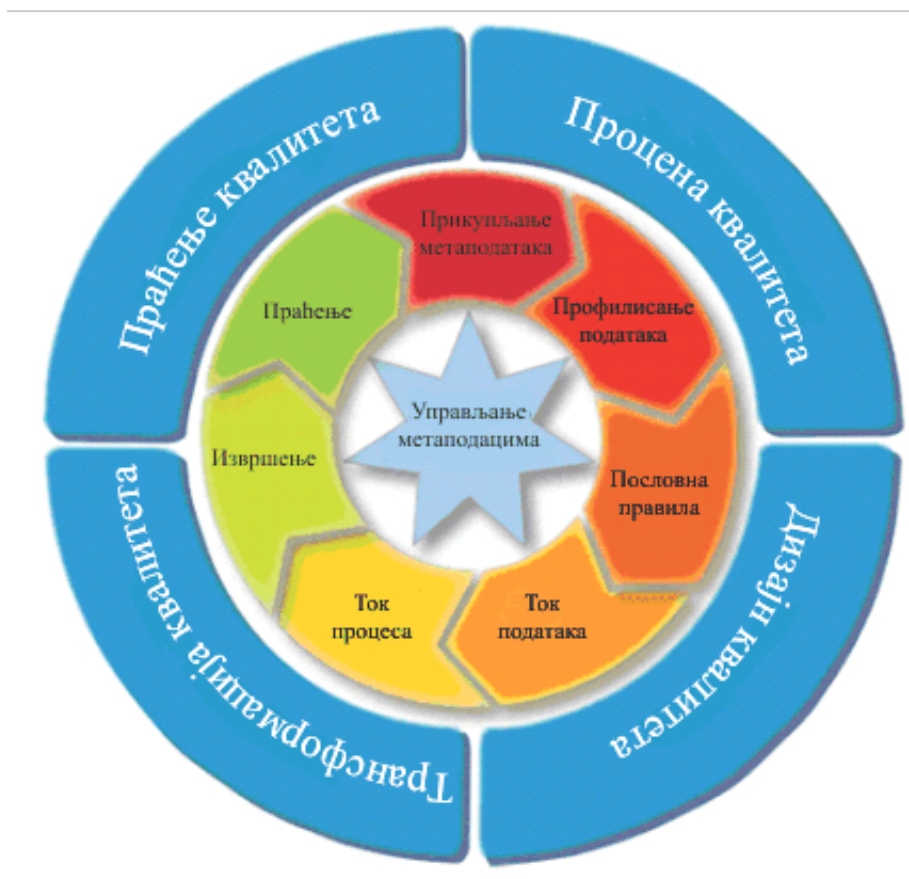 Праћење квалитета
Процена квалитета
Дизајн квалитета
Трансформација квалитета
Прикупљање
метаподатака
Профилисање
података
Пословна
правила
Ток
података
Ток
процеса
Извршење
Праћење
Управљање
метаподацима